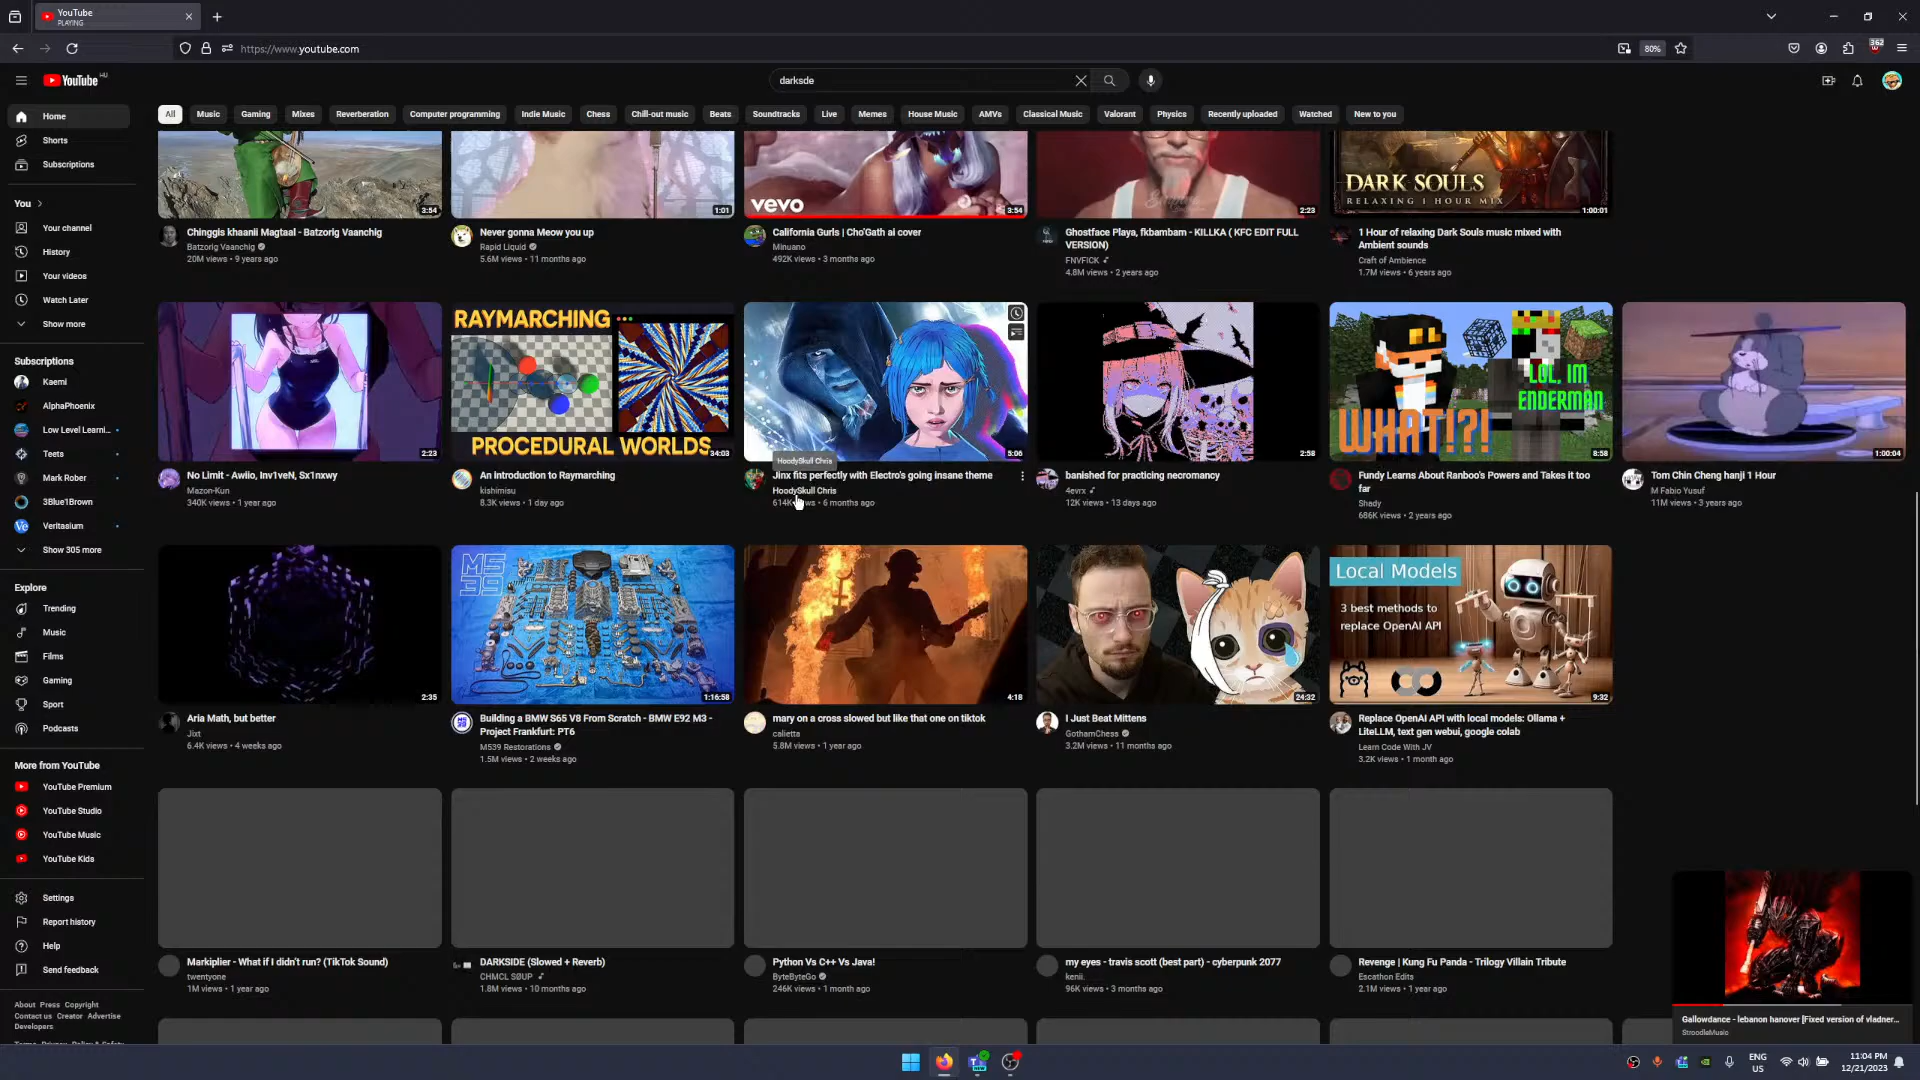 YouTube
PLAYING
https://www.youtube.com
80%
362
YouTube HU
darksde
All
Music
Gaming
Mixes
Reverberation
Computer programming
Indie Music
Chess
Chill-out music
Beats
Soundtracks
Live
Memes
House Music
AMVs
Classical Music
Valorant
Physics
Recently uploaded
Watched
New to you
Home
Shorts
Subscriptions
You
Your channel
History
Your videos
Watch Later
Show more
Subscriptions
Kaemi
AlphaPhoenix
Low Level Learni...
Teets
Mark Rober
3Blue1Brown
Veritasium
Show 305 more
Explore
Trending
Music
Films
Gaming
Sport
Podcasts
More from YouTube
YouTube Premium
YouTube Studio
YouTube Music
YouTube Kids
Settings
Report history
Help
Send feedback
About Press Copyright
Contact us Creator Advertise
Developers
3:54
Chinggis khaanii Magtaal - Batzorig Vaanchig
Batzorig Vaanchig
20M views • 9 years ago
1:01
Never gonna Meow you up
Rapid Liquid
5.6M views • 11 months ago
vevo
3:54
California Gurls | Cho'Gath ai cover
Minuano
492K views • 3 months ago
2:23
Ghostface Playa, fkbambam - KILLKA ( KFC EDIT FULL
VERSION)
FNVFICK
4.8M views • 2 years ago
DARK SOULS
RELAXING 1 HOUR MIX
1:00:01
1 Hour of relaxing Dark Souls music mixed with
Ambient sounds
Craft of Ambience
1.7M views • 6 years ago
2:23
No Limit - Awiio, Inv1veN, Sx1nxwy
Mazon-Kun
340K views • 1 year ago
RAYMARCHING
PROCEDURAL WORLDS
34:03
An introduction to Raymarching
kishimisu
8.3K views • 1 day ago
5:06
HoodySkull Chris
Jinx fits perfectly with Electro's going insane theme
HoodySkull Chris
614K views • 6 months ago
2:58
banished for practicing necromancy
4evrx
12K views • 13 days ago
LOL, IM
ENDERMAN
WHAT!?!
8:58
Fundy Learns About Ranboo's Powers and Takes it too
far
Shady
686K views • 2 years ago
1:00:04
Tom Chin Cheng hanji 1 Hour
M Fabio Yusuf
11M views • 3 years ago
2:35
Aria Math, but better
Jixt
6.4K views • 4 weeks ago
M5
39
1:16:58
Building a BMW S65 V8 From Scratch - BMW E92 M3 -
Project Frankfurt: PT6
M539 Restorations
1.5M views • 2 weeks ago
4:18
mary on a cross slowed but like that one on tiktok
calietta
5.8M views • 1 year ago
24:32
I Just Beat Mittens
GothamChess
3.2M views • 11 months ago
Local Models
3 best methods to
replace OpenAI API
9:32
Replace OpenAI API with local models: Ollama +
LiteLLM, text gen webui, google colab
Learn Code With JV
3.2K views • 1 month ago
Markiplier - What if I didn't run? (TikTok Sound)
twentyone
1M views • 1 year ago
DARKSIDE (Slowed + Reverb)
CHMCL SØUP
1.8M views • 10 months ago
Python Vs C++ Vs Java!
ByteByteGo
246K views • 1 month ago
my eyes - travis scott (best part) - cyberpunk 2077
kenii.
96K views • 3 months ago
Revenge | Kung Fu Panda - Trilogy Villain Tribute
Escathon Edits
2.1M views • 1 year ago
Gallowdance - lebanon hanover [Fixed version of vladner...
StroodleMusic
ENG
US
11:04 PM
12/21/2023